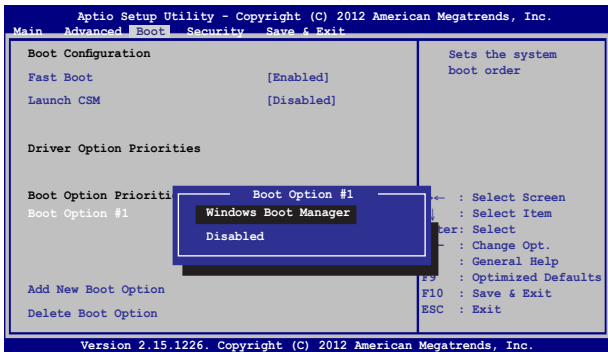 Aptio Setup Utility - Copyright (C) 2012 American Megatrends, Inc.
Main Advanced Boot Security Save & Exit
Boot Configuration
Fast Boot [Enabled]
Launch CSM [Disabled]
Driver Option Priorities
Boot Option Prioriti
Boot Option #1
Add New Boot Option
Delete Boot Option
Boot Option #1
Windows Boot Manager
Disabled
Sets the system
boot order
→← : Select Screen
: Select Item
ter: Select
— : Change Opt.
: General Help
F9 : Optimized Defaults
F10 : Save & Exit
ESC : Exit
Version 2.15.1226. Copyright (C) 2012 American Megatrends, Inc.